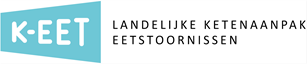 K-EET
LANDELIJKE KETENAANPAK
EETSTOORNISSEN